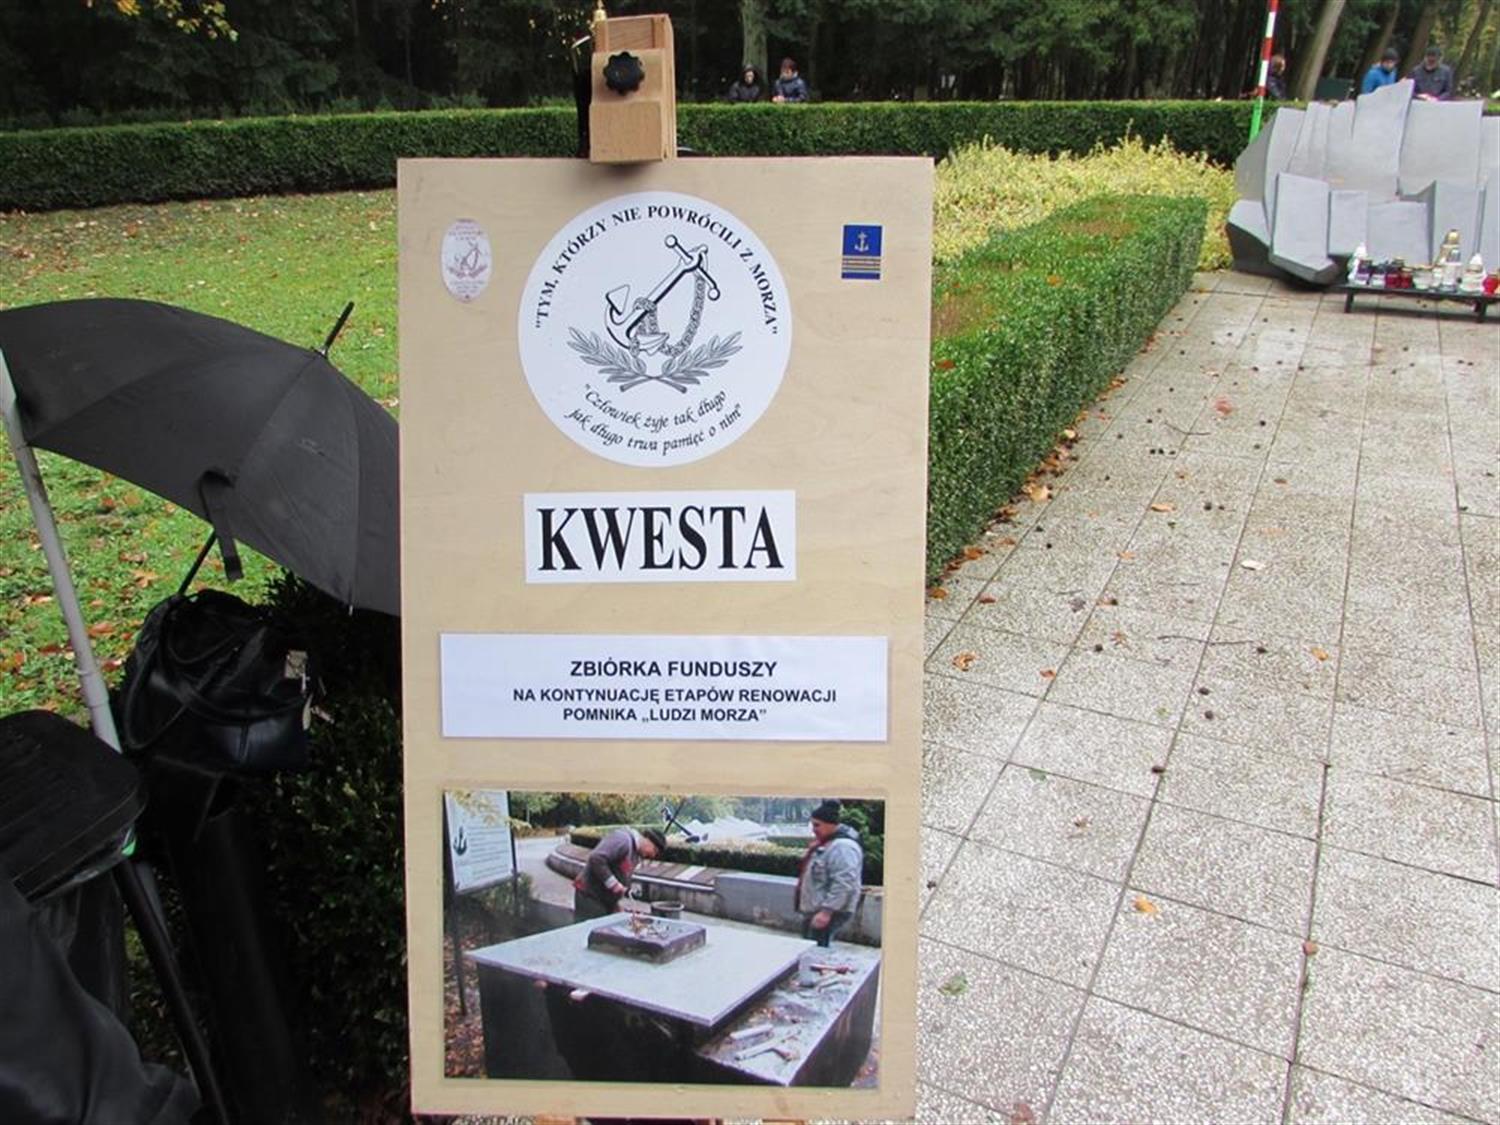 "TYM, KTÓRZY NIE POWRÓCILI Z MORZA"
"Człowiek żyje tak długo
jak długo trwa pamięć o nim"
KWESTA
ZBIÓRKA FUNDUSZY
NA KONTYNUACJĘ ETAPÓW RENOWACJI
POMNIKA „LUDZI MORZA”